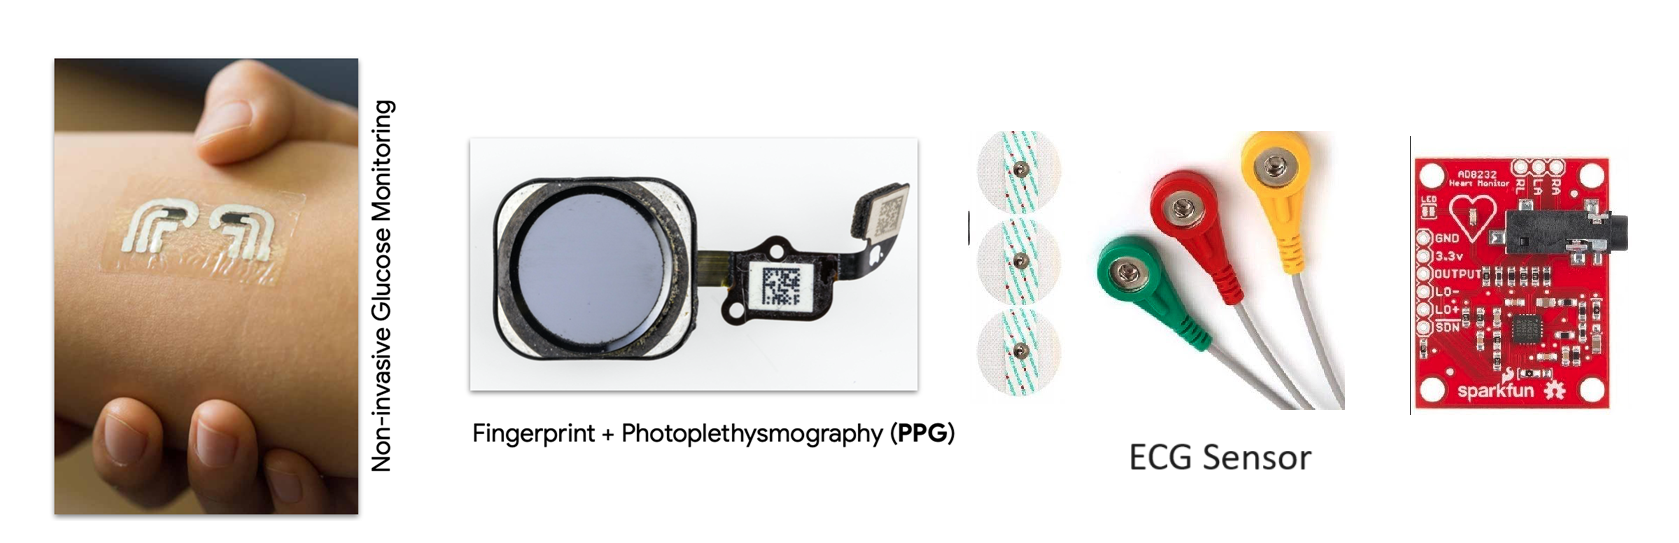 Non-invasive Glucose Monitoring
Fingerprint + Photoplethysmography (PPG)
ECG Sensor
AD8232
Heart Monitor
RL
LA
RA
LED
GND
3.3v
OUTPUT
LO-
LO+
SDN
sparkfun